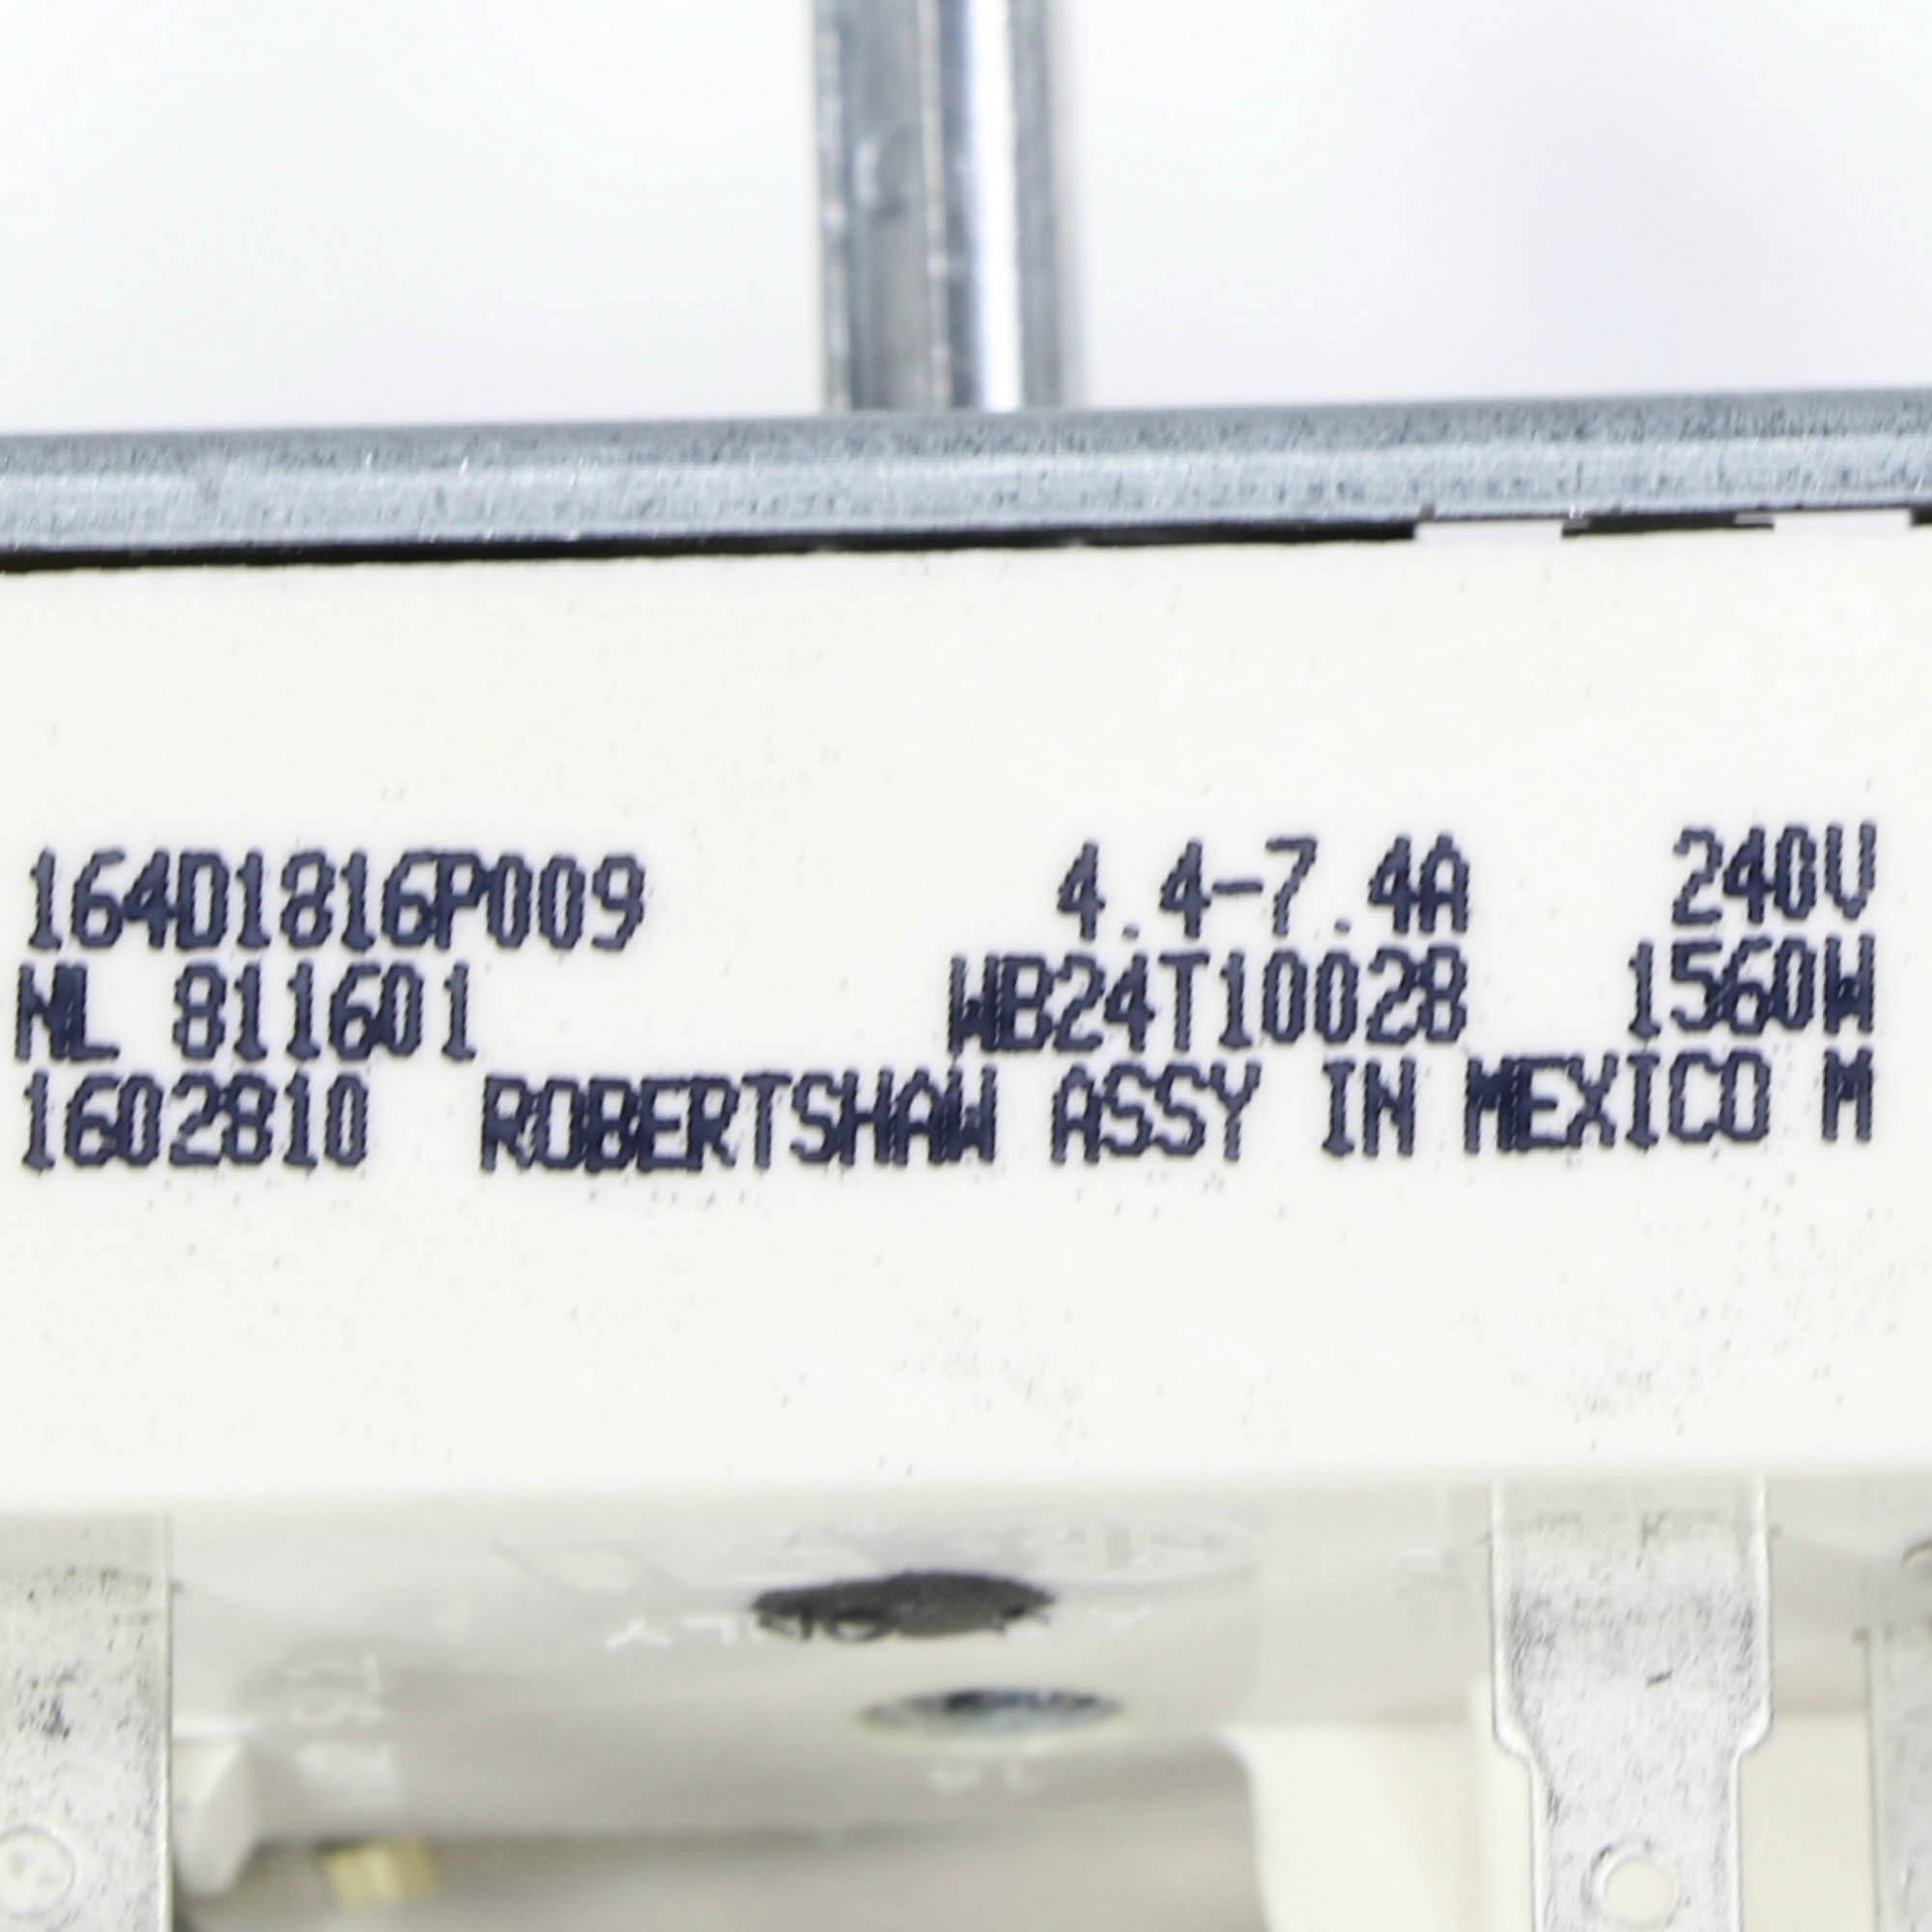 164D1816P009 4.4-7.4A 240V
NL 811601 WB24T10028 1560W
1602810 ROBERTSHAW ASSY IN MEXICO M